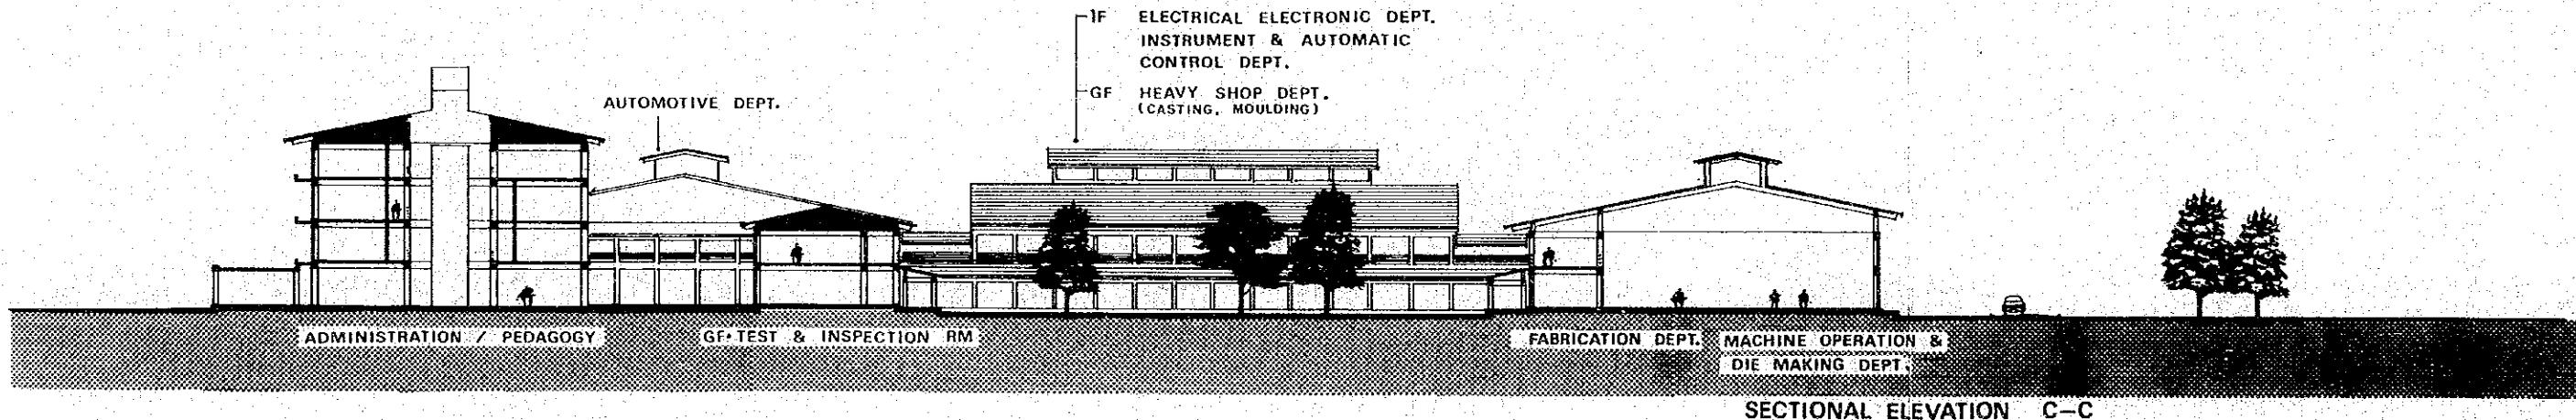 1F ELECTRICAL ELECTRONIC DEPT.
INSTRUMENT & AUTOMATIC
CONTROL DEPT.
GF HEAVY SHOP DEPT.
(CASTING, MOULDING)
AUTOMOTIVE DEPT.
ADMINISTRATION / PEDAGOGY
GF• TEST & INSPECTION RM
FABRICATION DEPT.
MACHINE OPERATION &
DIE MAKING DEPT.
SECTIONAL ELEVATION C–C